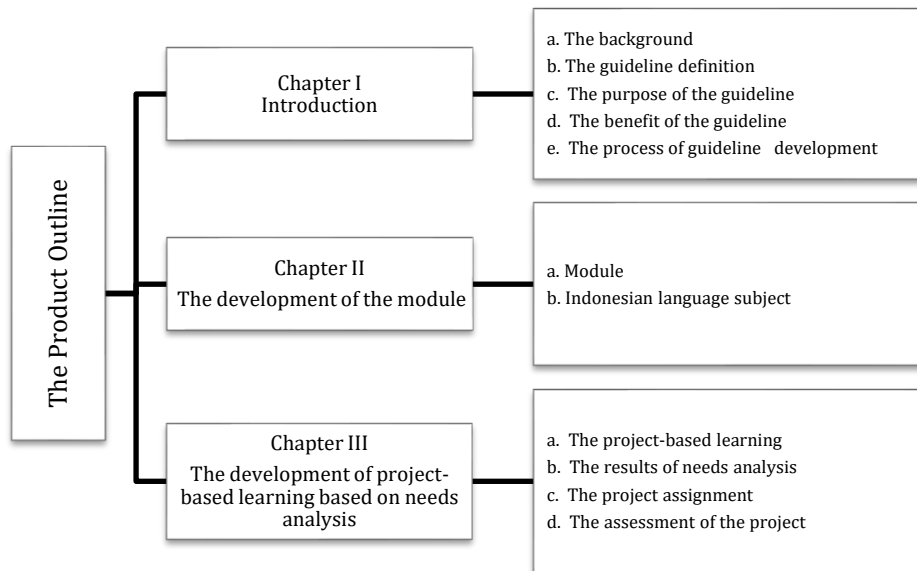 The Product Outline
Chapter I
Introduction
a. The background
b. The guideline definition
c. The purpose of the guideline
d. The benefit of the guideline
e. The process of guideline development
Chapter II
The development of the module
a. Module
b. Indonesian language subject
Chapter III
The development of project-
based learning based on needs
analysis
a. The project-based learning
b. The results of needs analysis
c. The project assignment
d. The assessment of the project